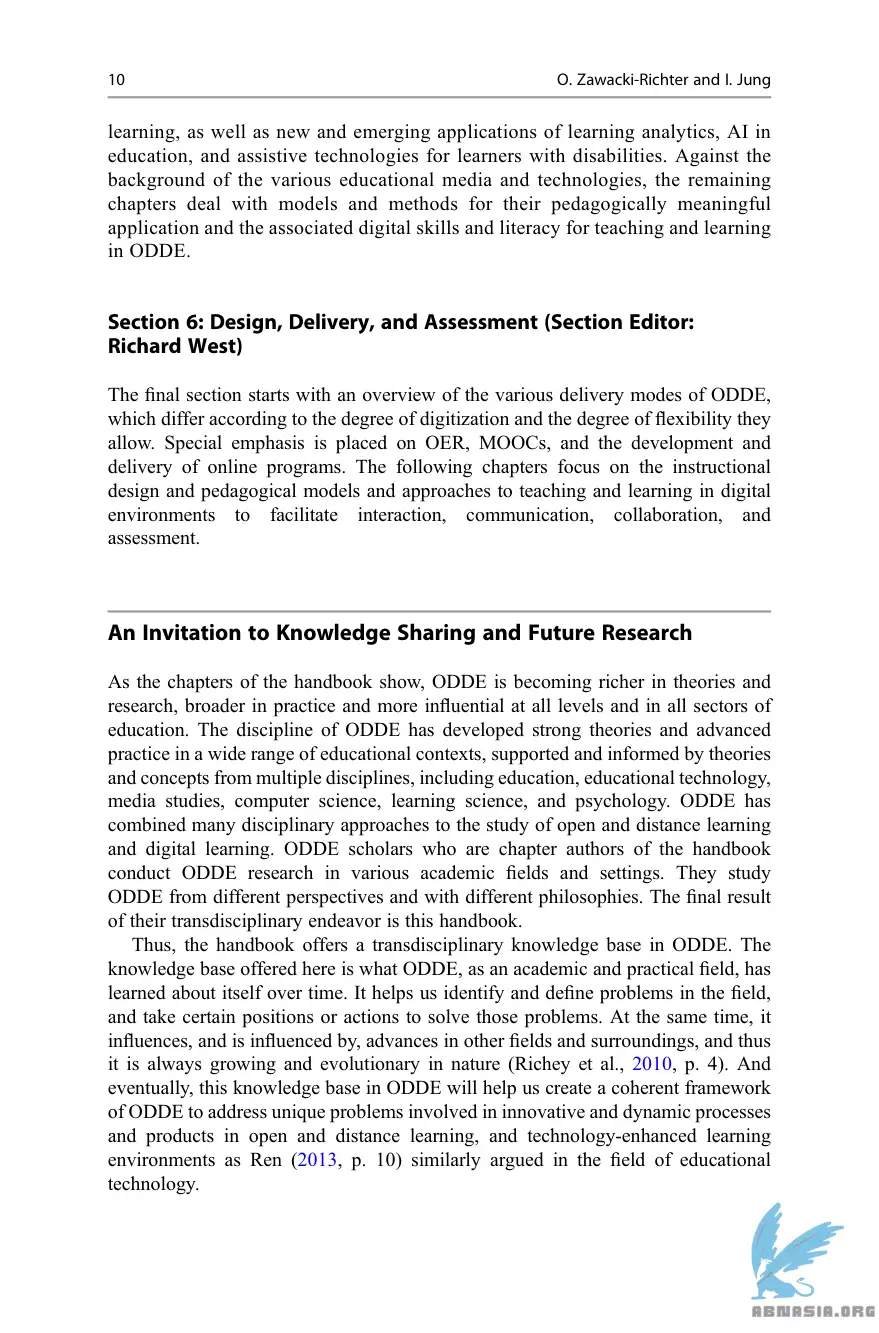 10
O. Zawacki-Richter and I. Jung
learning, as well as new and emerging applications of learning analytics, AI in
education, and assistive technologies for learners with disabilities. Against the
background of the various educational media and technologies, the remaining
chapters deal with models and methods for their pedagogically meaningful
application and the associated digital skills and literacy for teaching and learning
in ODDE.
Section 6: Design, Delivery, and Assessment (Section Editor:
Richard West)
The final section starts with an overview of the various delivery modes of ODDE,
which differ according to the degree of digitization and the degree of flexibility they
allow. Special emphasis is placed on OER, MOOCs, and the development and
delivery of online programs. The following chapters focus on the instructional
design and pedagogical models and approaches to teaching and learning in digital
environments to facilitate interaction, communication, collaboration, and
assessment.
An Invitation to Knowledge Sharing and Future Research
As the chapters of the handbook show, ODDE is becoming richer in theories and
research, broader in practice and more influential at all levels and in all sectors of
education. The discipline of ODDE has developed strong theories and advanced
practice in a wide range of educational contexts, supported and informed by theories
and concepts from multiple disciplines, including education, educational technology,
media studies, computer science, learning science, and psychology. ODDE has
combined many disciplinary approaches to the study of open and distance learning
and digital learning. ODDE scholars who are chapter authors of the handbook
conduct ODDE research in various academic fields and settings. They study
ODDE from different perspectives and with different philosophies. The final result
of their transdisciplinary endeavor is this handbook.
Thus, the handbook offers a transdisciplinary knowledge base in ODDE. The
knowledge base offered here is what ODDE, as an academic and practical field, has
learned about itself over time. It helps us identify and define problems in the field,
and take certain positions or actions to solve those problems. At the same time, it
influences, and is influenced by, advances in other fields and surroundings, and thus
it is always growing and evolutionary in nature (Richey et al., 2010, p. 4). And
eventually, this knowledge base in ODDE will help us create a coherent framework
of ODDE to address unique problems involved in innovative and dynamic processes
and products in open and distance learning, and technology-enhanced learning
environments as Ren (2013, p. 10) similarly argued in the field of educational
technology.
ABNASIA.ORG